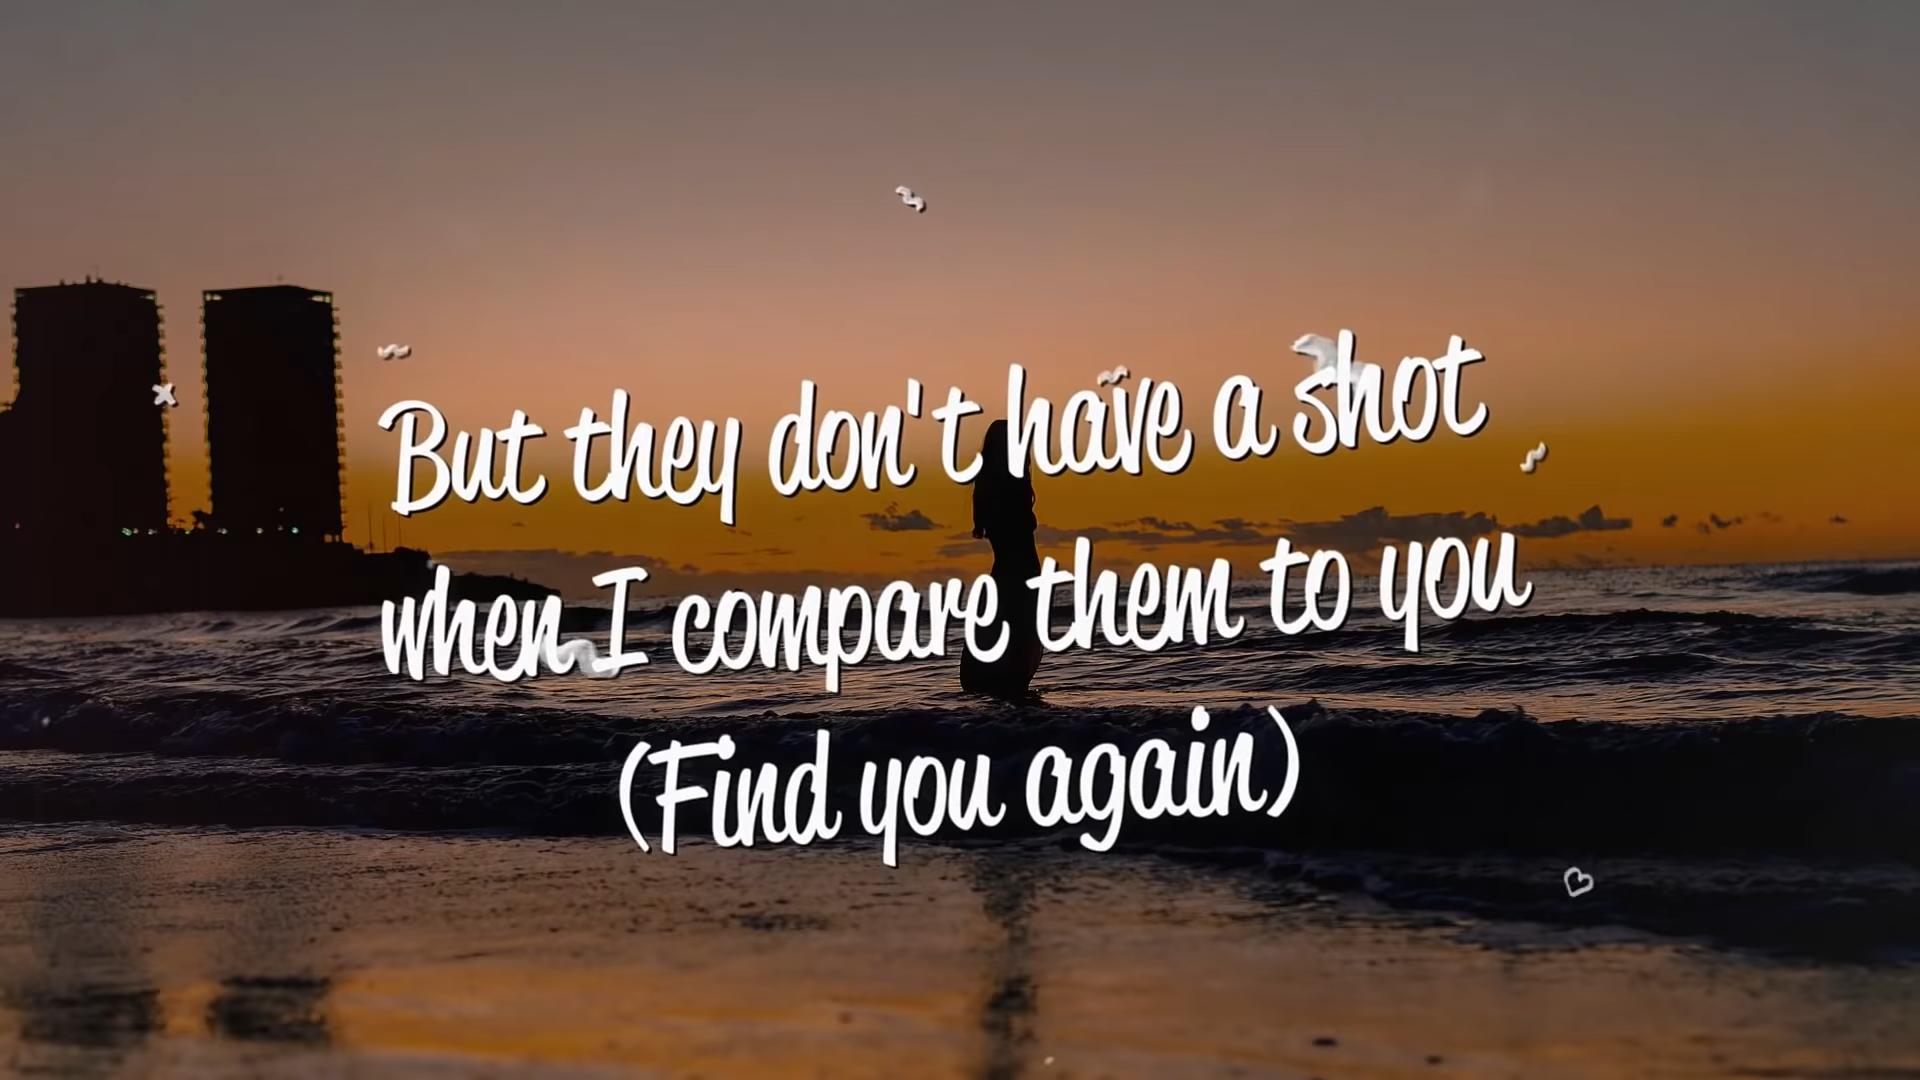 But they don't have a shot
when I compare them to you
(Find you again)